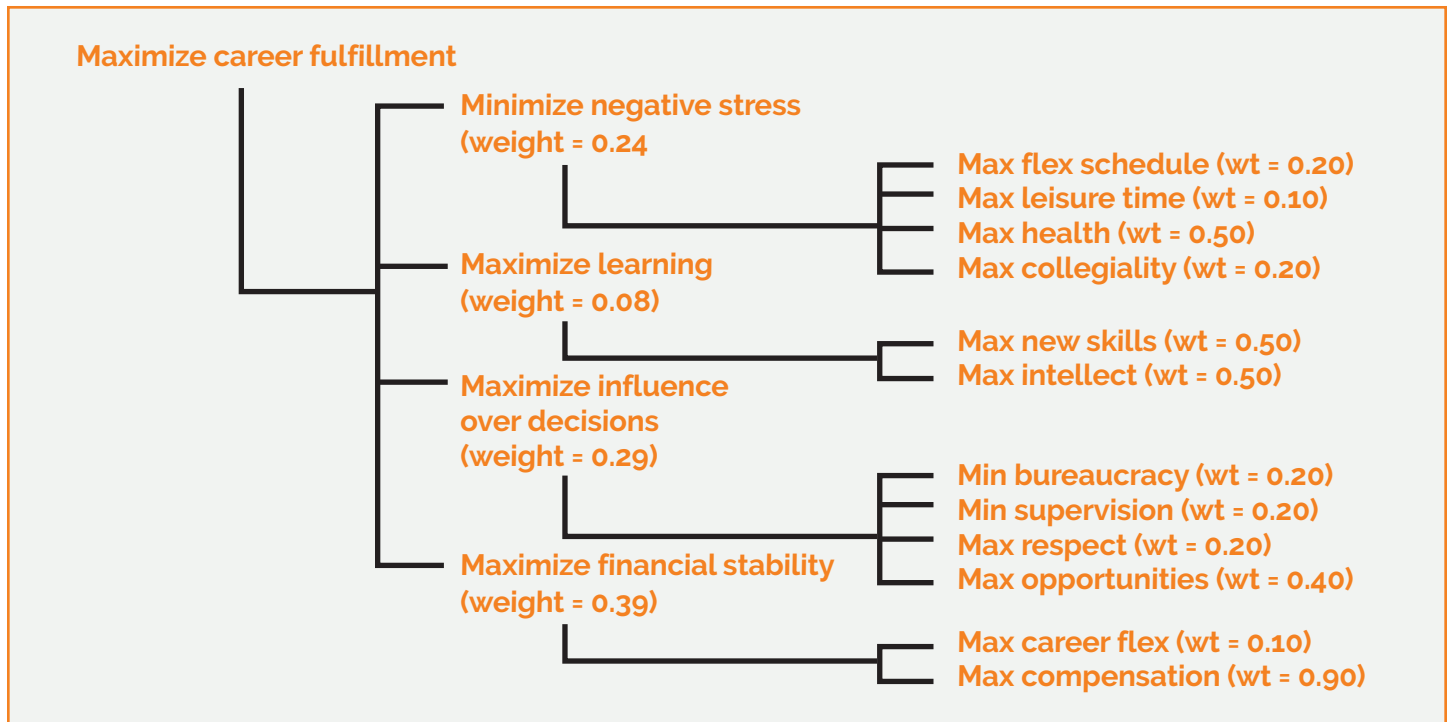 Maximize career fulfillment
Minimize negative stress
(weight = 0.24
Max flex schedule (wt = 0.20)
Max leisure time (wt = 0.10)
Max health (wt = 0.50)
Max collegiality (wt = 0.20)
Maximize learning
(weight = 0.08)
Max new skills (wt = 0.50)
Max intellect (wt = 0.50)
Maximize influence
over decisions
(weight = 0.29)
Min bureaucracy (wt = 0.20)
Min supervision (wt = 0.20)
Max respect (wt = 0.20)
Max opportunities (wt = 0.40)
Maximize financial stability
(weight = 0.39)
Max career flex (wt = 0.10)
Max compensation (wt = 0.90)